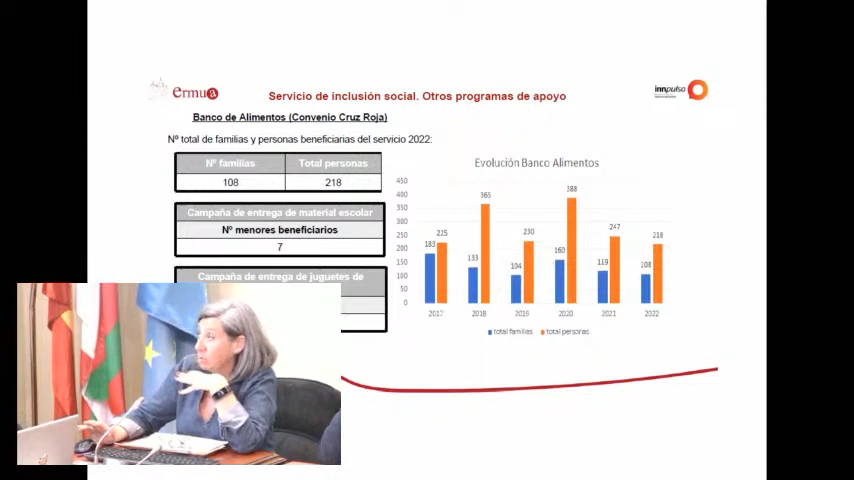 ermua
Servicio de inclusión social. Otros programas de apoyo
innpulso
Banco de Alimentos (Convenio Cruz Roja)
Nº total de familias y personas beneficiarias del servicio 2022:
Nº familias Total personas
108 218
Campaña de entrega de material escolar
Nº menores beneficiarios
7
Campaña de entrega de juguetes de
Evolución Banco Alimentos
450
400
350
300
250
200
150
100
50
0
183 225 133 365 104 230 160 388 119 247 108 218
2017 2018 2019 2020 2021 2022
total familias total personas